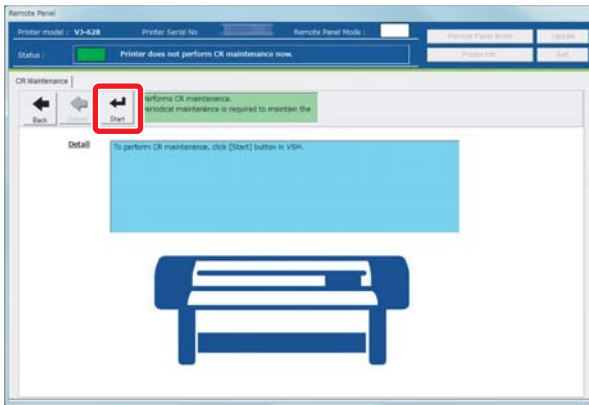 Remote Panel
Printer model : VJ-628 Printer Serial No Remote Panel Mode : Remote Panel Mode Update
Status : Printer does not perform CR maintenance now. Printer Info Exit
CR Maintenance
Performs CR maintenance.
Periodical maintenance is required to maintain the
Back Cancel Start
Detail To perform CR maintenance, click [Start] button in VSM.